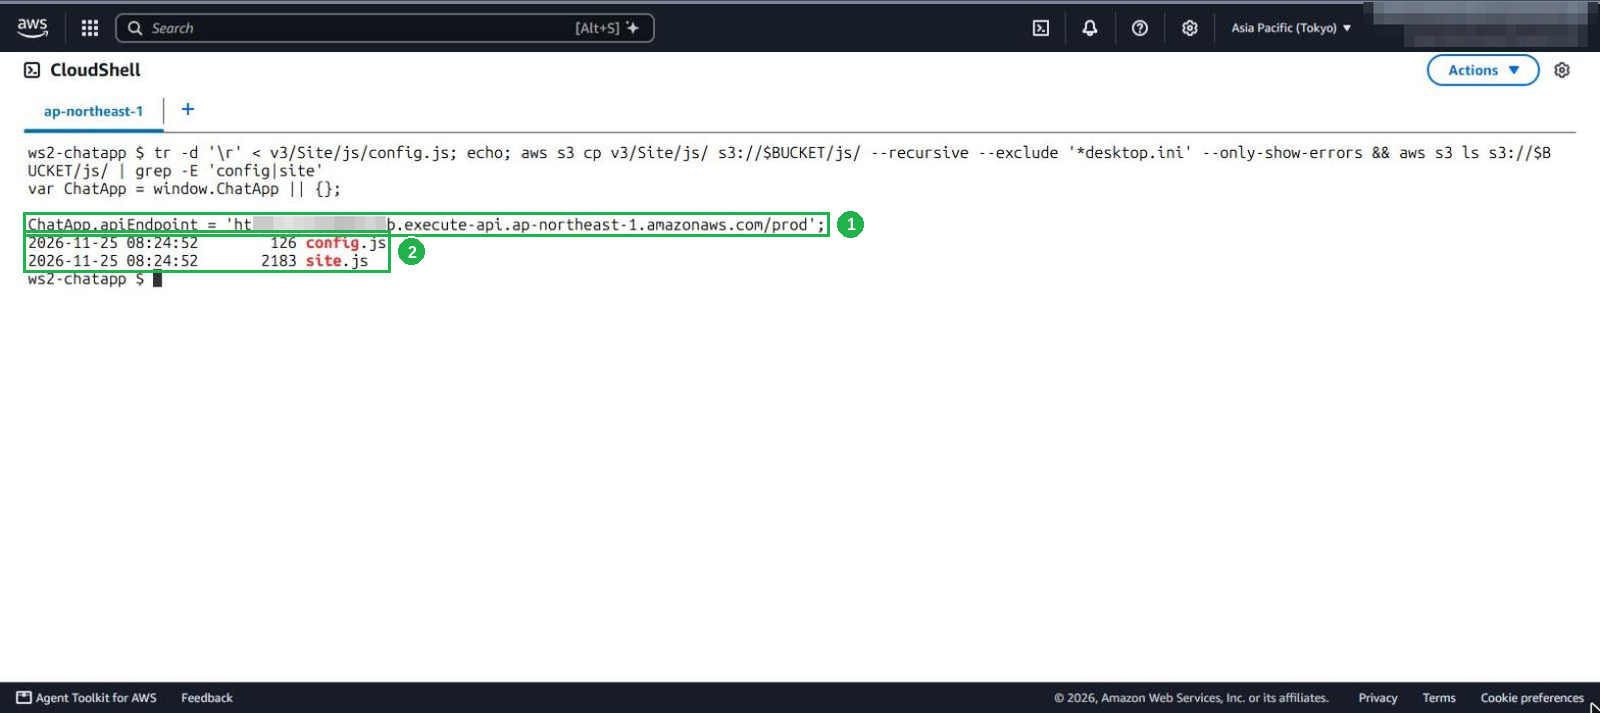 aws
Search
[Alt+S]
Asia Pacific (Tokyo)
CloudShell
Actions
ap-northeast-1
+
ws2-chatapp $ tr -d '\r' < v3/Site/js/config.js; echo; aws s3 cp v3/Site/js/ s3://$BUCKET/js/ --recursive --exclude '*desktop.ini' --only-show-errors && aws s3 ls s3://$B
UCKET/js/ | grep -E 'config|site'
var ChatApp = window.ChatApp || {};
ChatApp.apiEndpoint = 'ht b.execute-api.ap-northeast-1.amazonaws.com/prod';
1
2026-11-25 08:24:52 126 config.js
2
2026-11-25 08:24:52 2183 site.js
ws2-chatapp $
Agent Toolkit for AWS
Feedback
© 2026, Amazon Web Services, Inc. or its affiliates.
Privacy
Terms
Cookie preferences